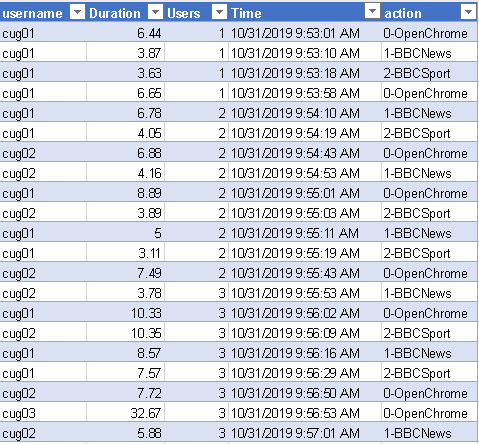 username Duration Users Time action
cug01 6.44 1 10/31/2019 9:53:01 AM 0-OpenChrome
cug01 3.87 1 10/31/2019 9:53:10 AM 1-BBCNews
cug01 3.63 1 10/31/2019 9:53:18 AM 2-BBCSport
cug01 6.65 1 10/31/2019 9:53:58 AM 0-OpenChrome
cug01 6.78 2 10/31/2019 9:54:10 AM 1-BBCNews
cug01 4.05 2 10/31/2019 9:54:19 AM 2-BBCSport
cug02 6.88 2 10/31/2019 9:54:43 AM 0-OpenChrome
cug02 4.16 2 10/31/2019 9:54:53 AM 1-BBCNews
cug01 8.89 2 10/31/2019 9:55:01 AM 0-OpenChrome
cug02 3.89 2 10/31/2019 9:55:03 AM 2-BBCSport
cug01 5 2 10/31/2019 9:55:11 AM 1-BBCNews
cug01 3.11 2 10/31/2019 9:55:19 AM 2-BBCSport
cug02 7.49 2 10/31/2019 9:55:43 AM 0-OpenChrome
cug02 3.78 3 10/31/2019 9:55:53 AM 1-BBCNews
cug01 10.33 3 10/31/2019 9:56:02 AM 0-OpenChrome
cug02 10.35 3 10/31/2019 9:56:09 AM 2-BBCSport
cug01 8.57 3 10/31/2019 9:56:16 AM 1-BBCNews
cug01 7.57 3 10/31/2019 9:56:29 AM 2-BBCSport
cug02 7.72 3 10/31/2019 9:56:50 AM 0-OpenChrome
cug03 32.67 3 10/31/2019 9:56:53 AM 0-OpenChrome
cug02 5.88 3 10/31/2019 9:57:01 AM 1-BBCNews